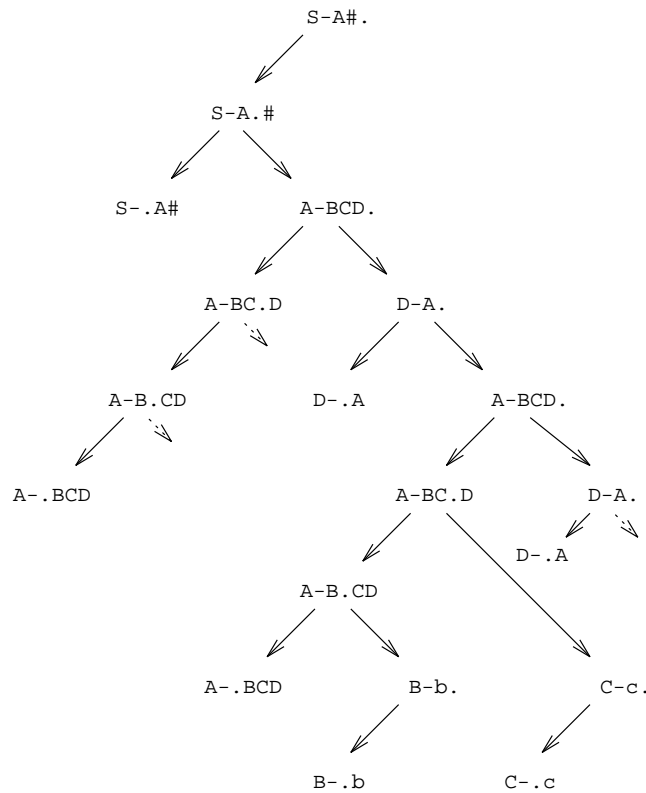 S-A#.
S-A.#
S-.A# A-BCD.
A-BC.D D-A.
A-B.CD D-.A A-BCD.
A-.BCD A-BC.D D-A.
D-.A
A-B.CD
A-.BCD B-b. C-c.
B-.b C-.c